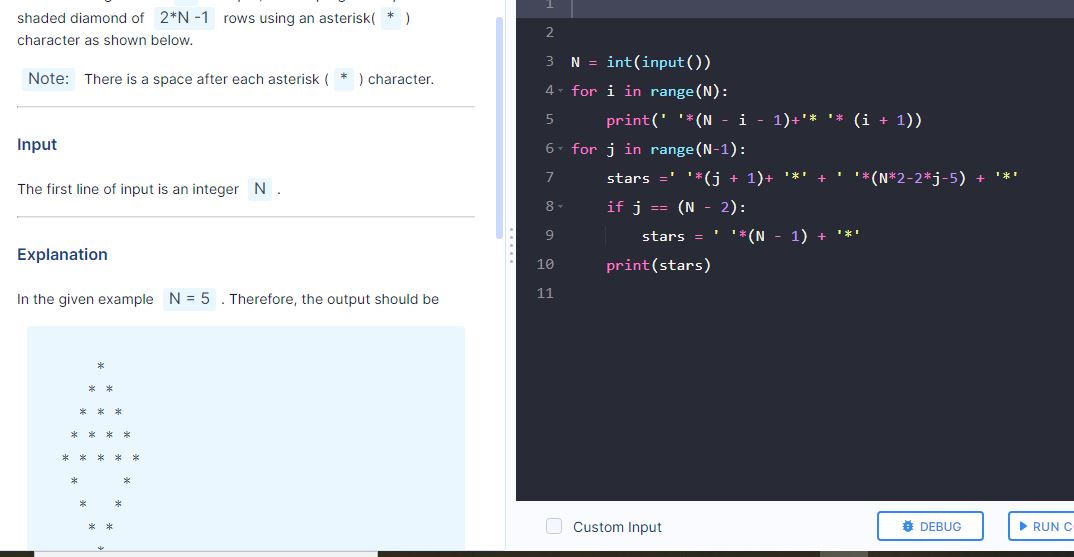 shaded diamond of 2*N -1 rows using an asterisk( * )
character as shown below.
Note: There is a space after each asterisk ( * ) character.
Input
The first line of input is an integer N .
Explanation
In the given example N = 5 . Therefore, the output should be
*
* *
* * *
* * * *
* * * * *
* *
* *
* *
*
1
2
3 N = int(input())
4 for i in range(N):
5 print(' '*(N - i - 1)+'* '* (i + 1))
6 for j in range(N-1):
7 stars =' '*(j + 1)+ '*' + ' '*(N*2-2*j-5) + '*'
8 if j == (N - 2):
9 stars = ' '*(N - 1) + '*'
10 print(stars)
11
Custom Input
DEBUG
RUN C